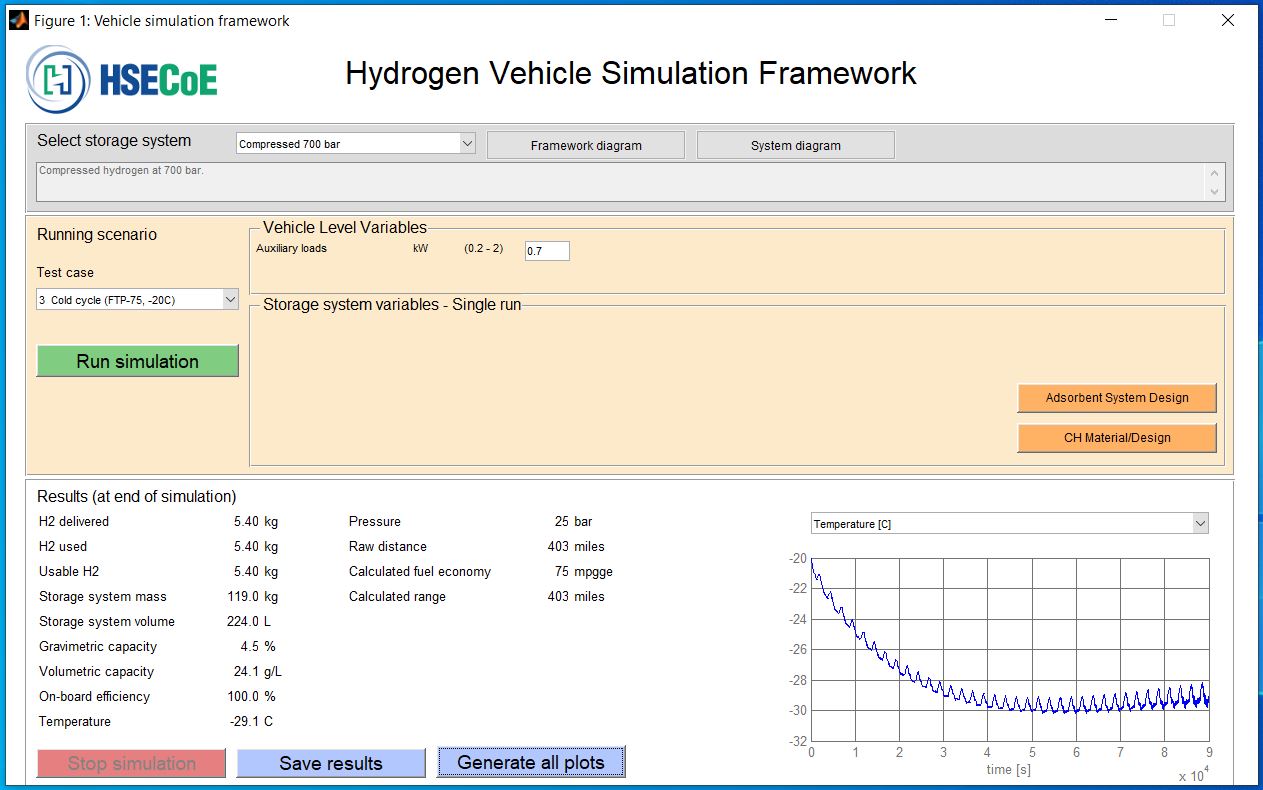 Figure 1: Vehicle simulation framework
HSECoE
Hydrogen Vehicle Simulation Framework
Select storage system
Compressed 700 bar
Framework diagram
System diagram
Compressed hydrogen at 700 bar.
Running scenario
Vehicle Level Variables
Auxiliary loads kW (0.2 - 2) 0.7
Test case
3 Cold cycle (FTP-75, -20C)
Storage system variables - Single run
Run simulation
Adsorbent System Design
CH Material/Design
Results (at end of simulation)
H2 delivered 5.40 kg
H2 used 5.40 kg
Usable H2 5.40 kg
Storage system mass 119.0 kg
Storage system volume 224.0 L
Gravimetric capacity 4.5 %
Volumetric capacity 24.1 g/L
On-board efficiency 100.0 %
Temperature -29.1 C
Pressure 25 bar
Raw distance 403 miles
Calculated fuel economy 75 mpgge
Calculated range 403 miles
Temperature [C]
-20
-22
-24
-26
-28
-30
-32
0 1 2 3 4 5 6 7 8 9
time [s]
x 10^4
Stop simulation
Save results
Generate all plots